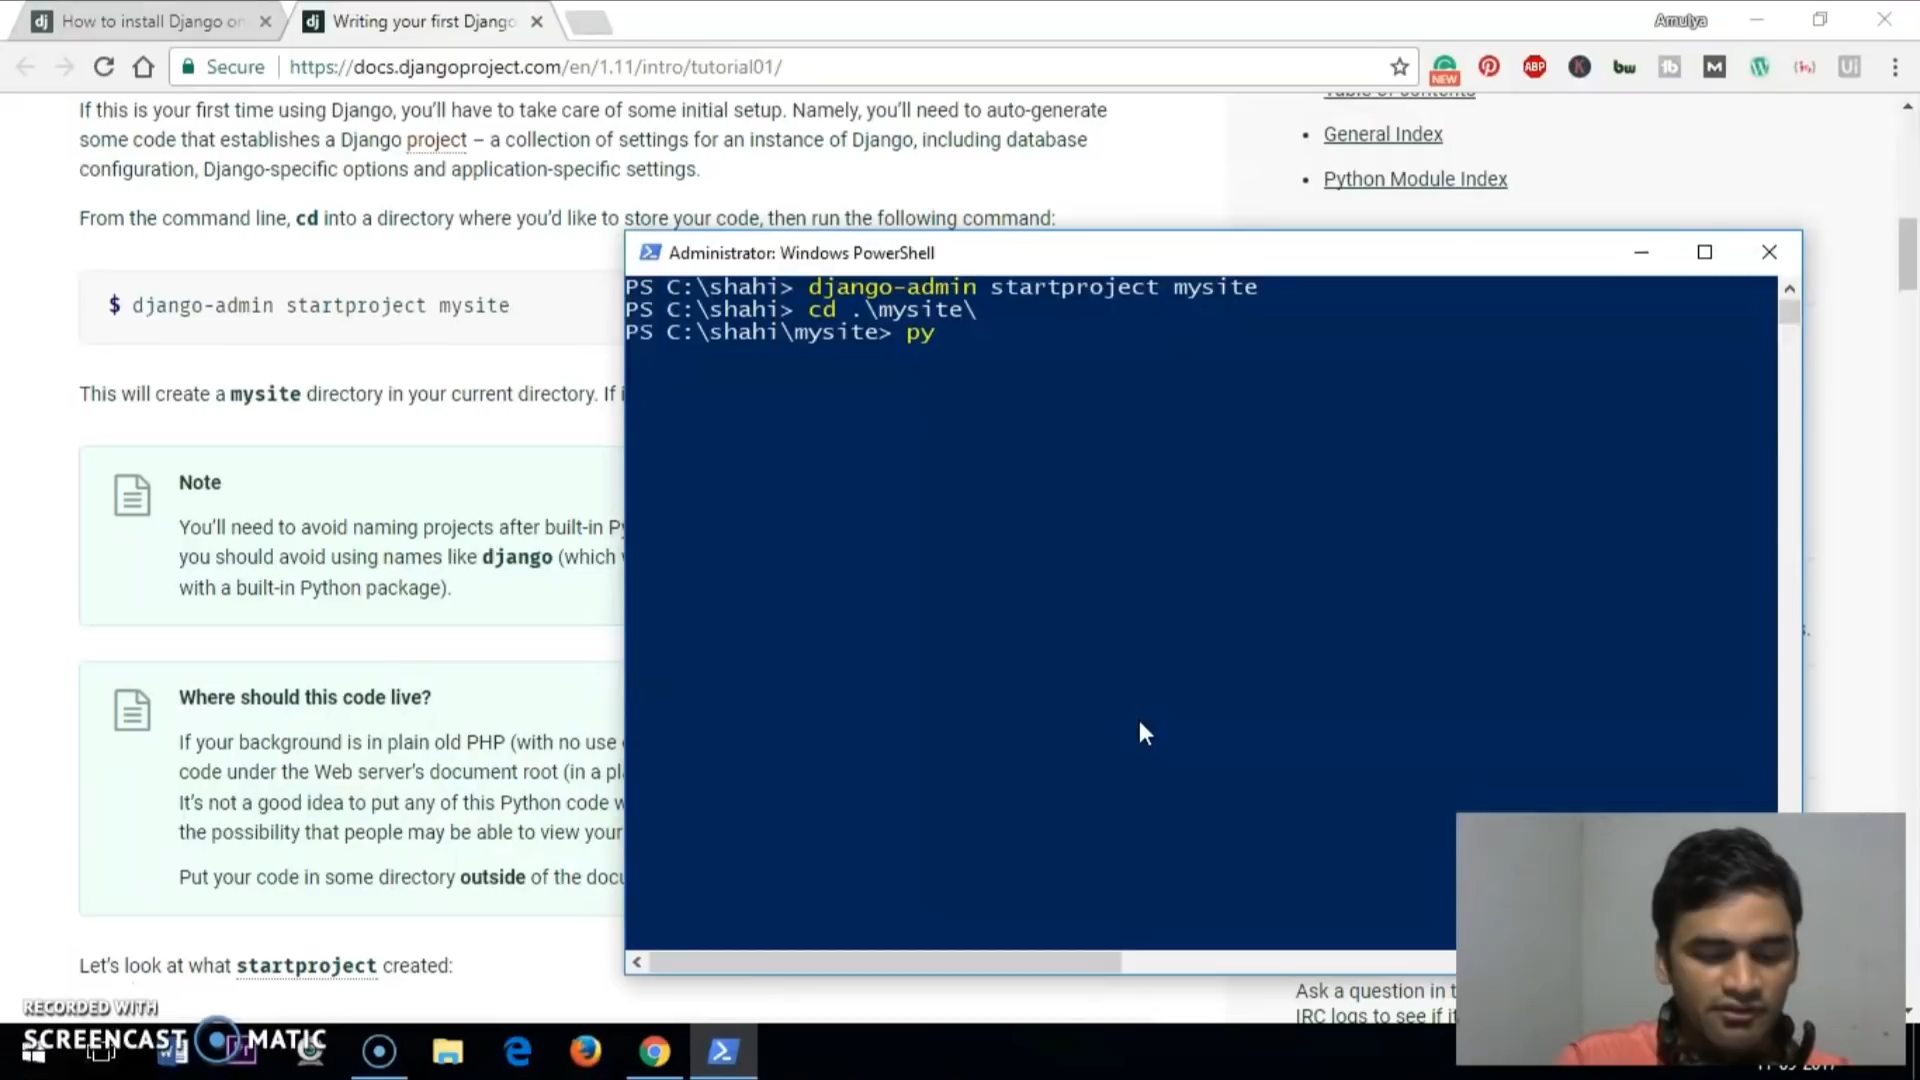 How to install Django on
Writing your first Django
Amulya
Secure
https://docs.djangoproject.com/en/1.11/intro/tutorial01/
NEW
ABP
K
bw
M
Ui
If this is your first time using Django, you'll have to take care of some initial setup. Namely, you'll need to auto-generate
some code that establishes a Django project – a collection of settings for an instance of Django, including database
configuration, Django-specific options and application-specific settings.
From the command line, cd into a directory where you'd like to store your code, then run the following command:
$ django-admin startproject mysite
This will create a mysite directory in your current directory. If i
Note
You'll need to avoid naming projects after built-in Py
you should avoid using names like django (which
with a built-in Python package).
Where should this code live?
If your background is in plain old PHP (with no use
code under the Web server's document root (in a pl
It's not a good idea to put any of this Python code w
the possibility that people may be able to view your
Put your code in some directory outside of the docu
Let's look at what startproject created:
Table of contents
• General Index
• Python Module Index
Administrator: Windows PowerShell
PS C:\shahi> django-admin startproject mysite
PS C:\shahi> cd .\mysite\
PS C:\shahi\mysite> py
s.
Ask a question in t
IRC logs to see if it
RECORDED WITH
SCREENCAST MATIC